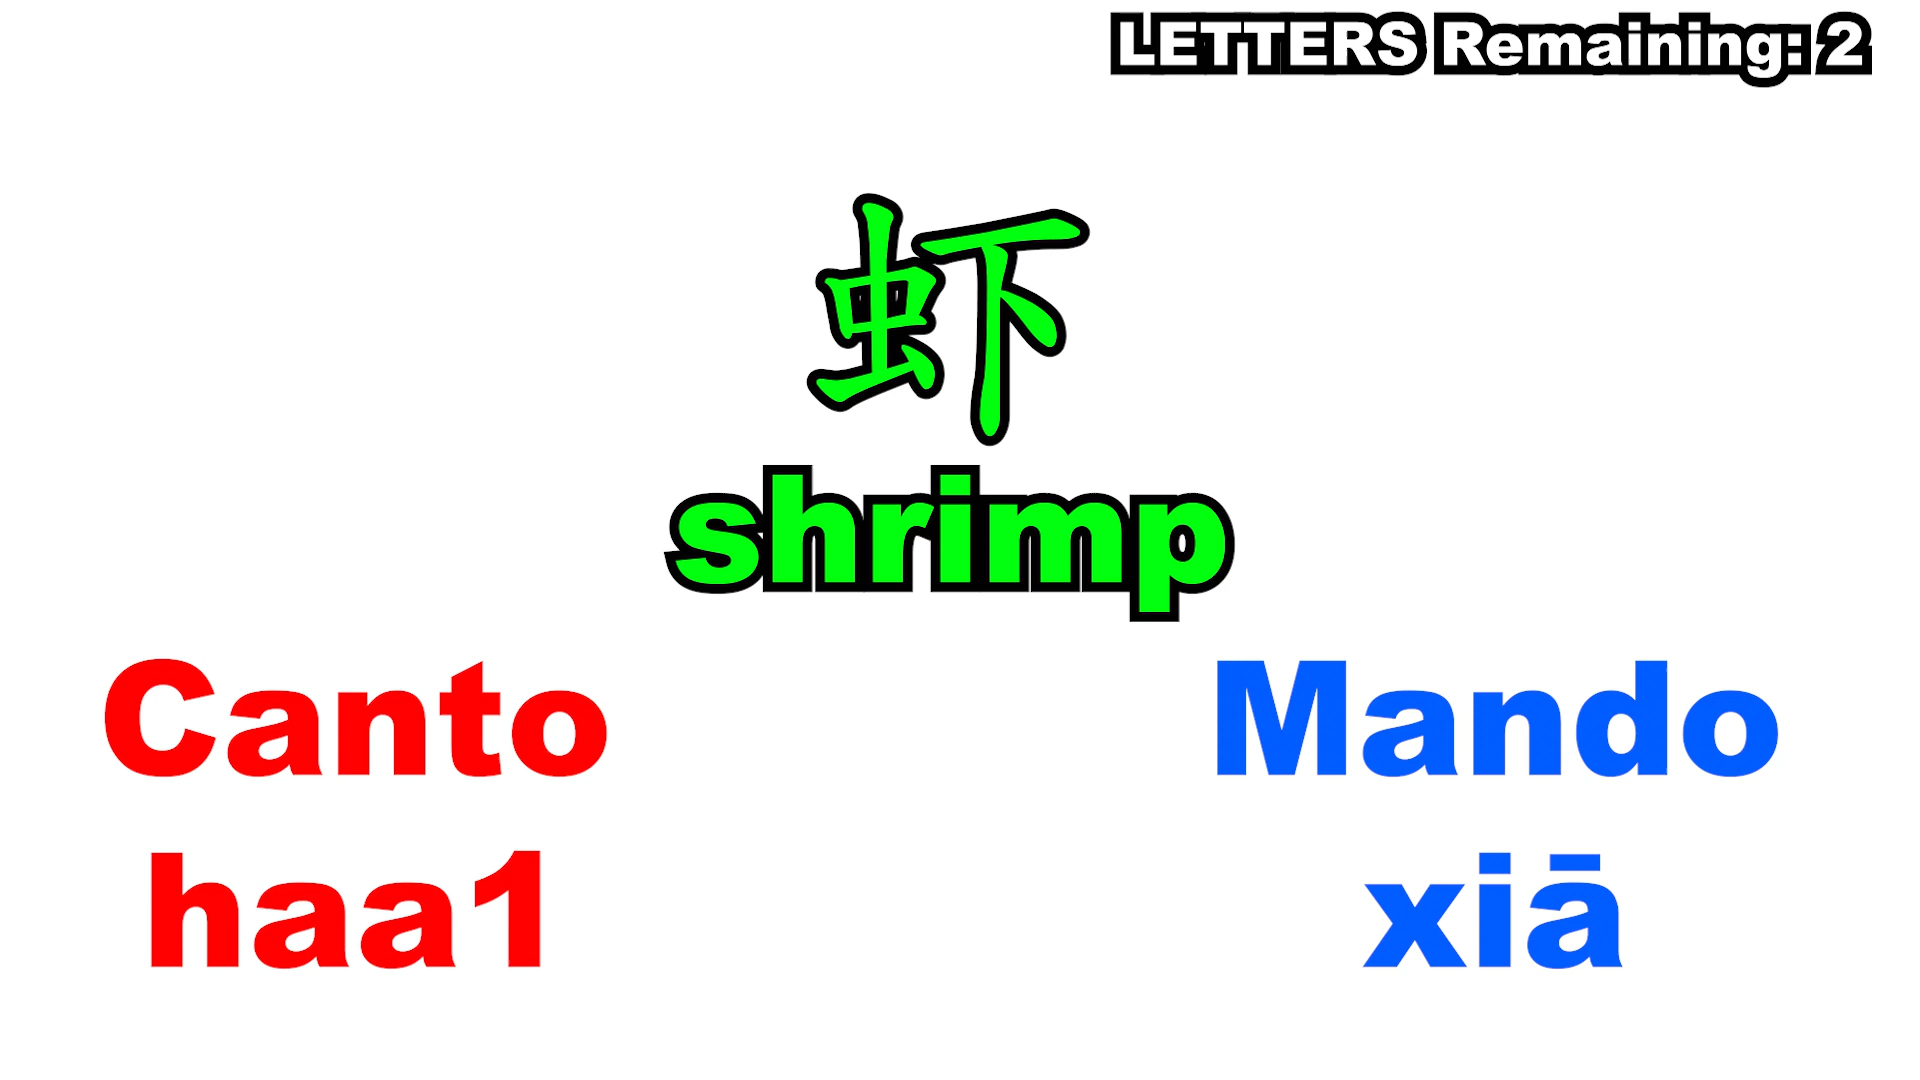 LETTERS Remaining: 2
虾
shrimp
Canto
haa1
Mando
xiā